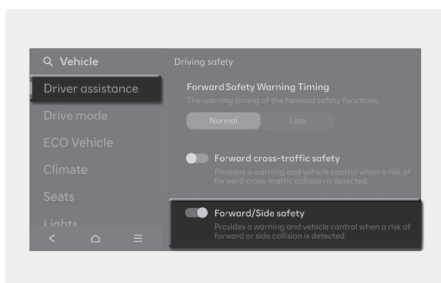 Vehicle
Driver assistance
Drive mode
ECO Vehicle
Climate
Seats
Lights
Driving safety
Forward Safety Warning Timing
The warning timing of the forward safety functions.
Normal
Late
Forward cross-traffic safety
Provides a warning and vehicle control when a risk of
forward cross-traffic collision is detected
Forward/Side safety
Provides a warning and vehicle control when a risk of
forward or side collision is detected.